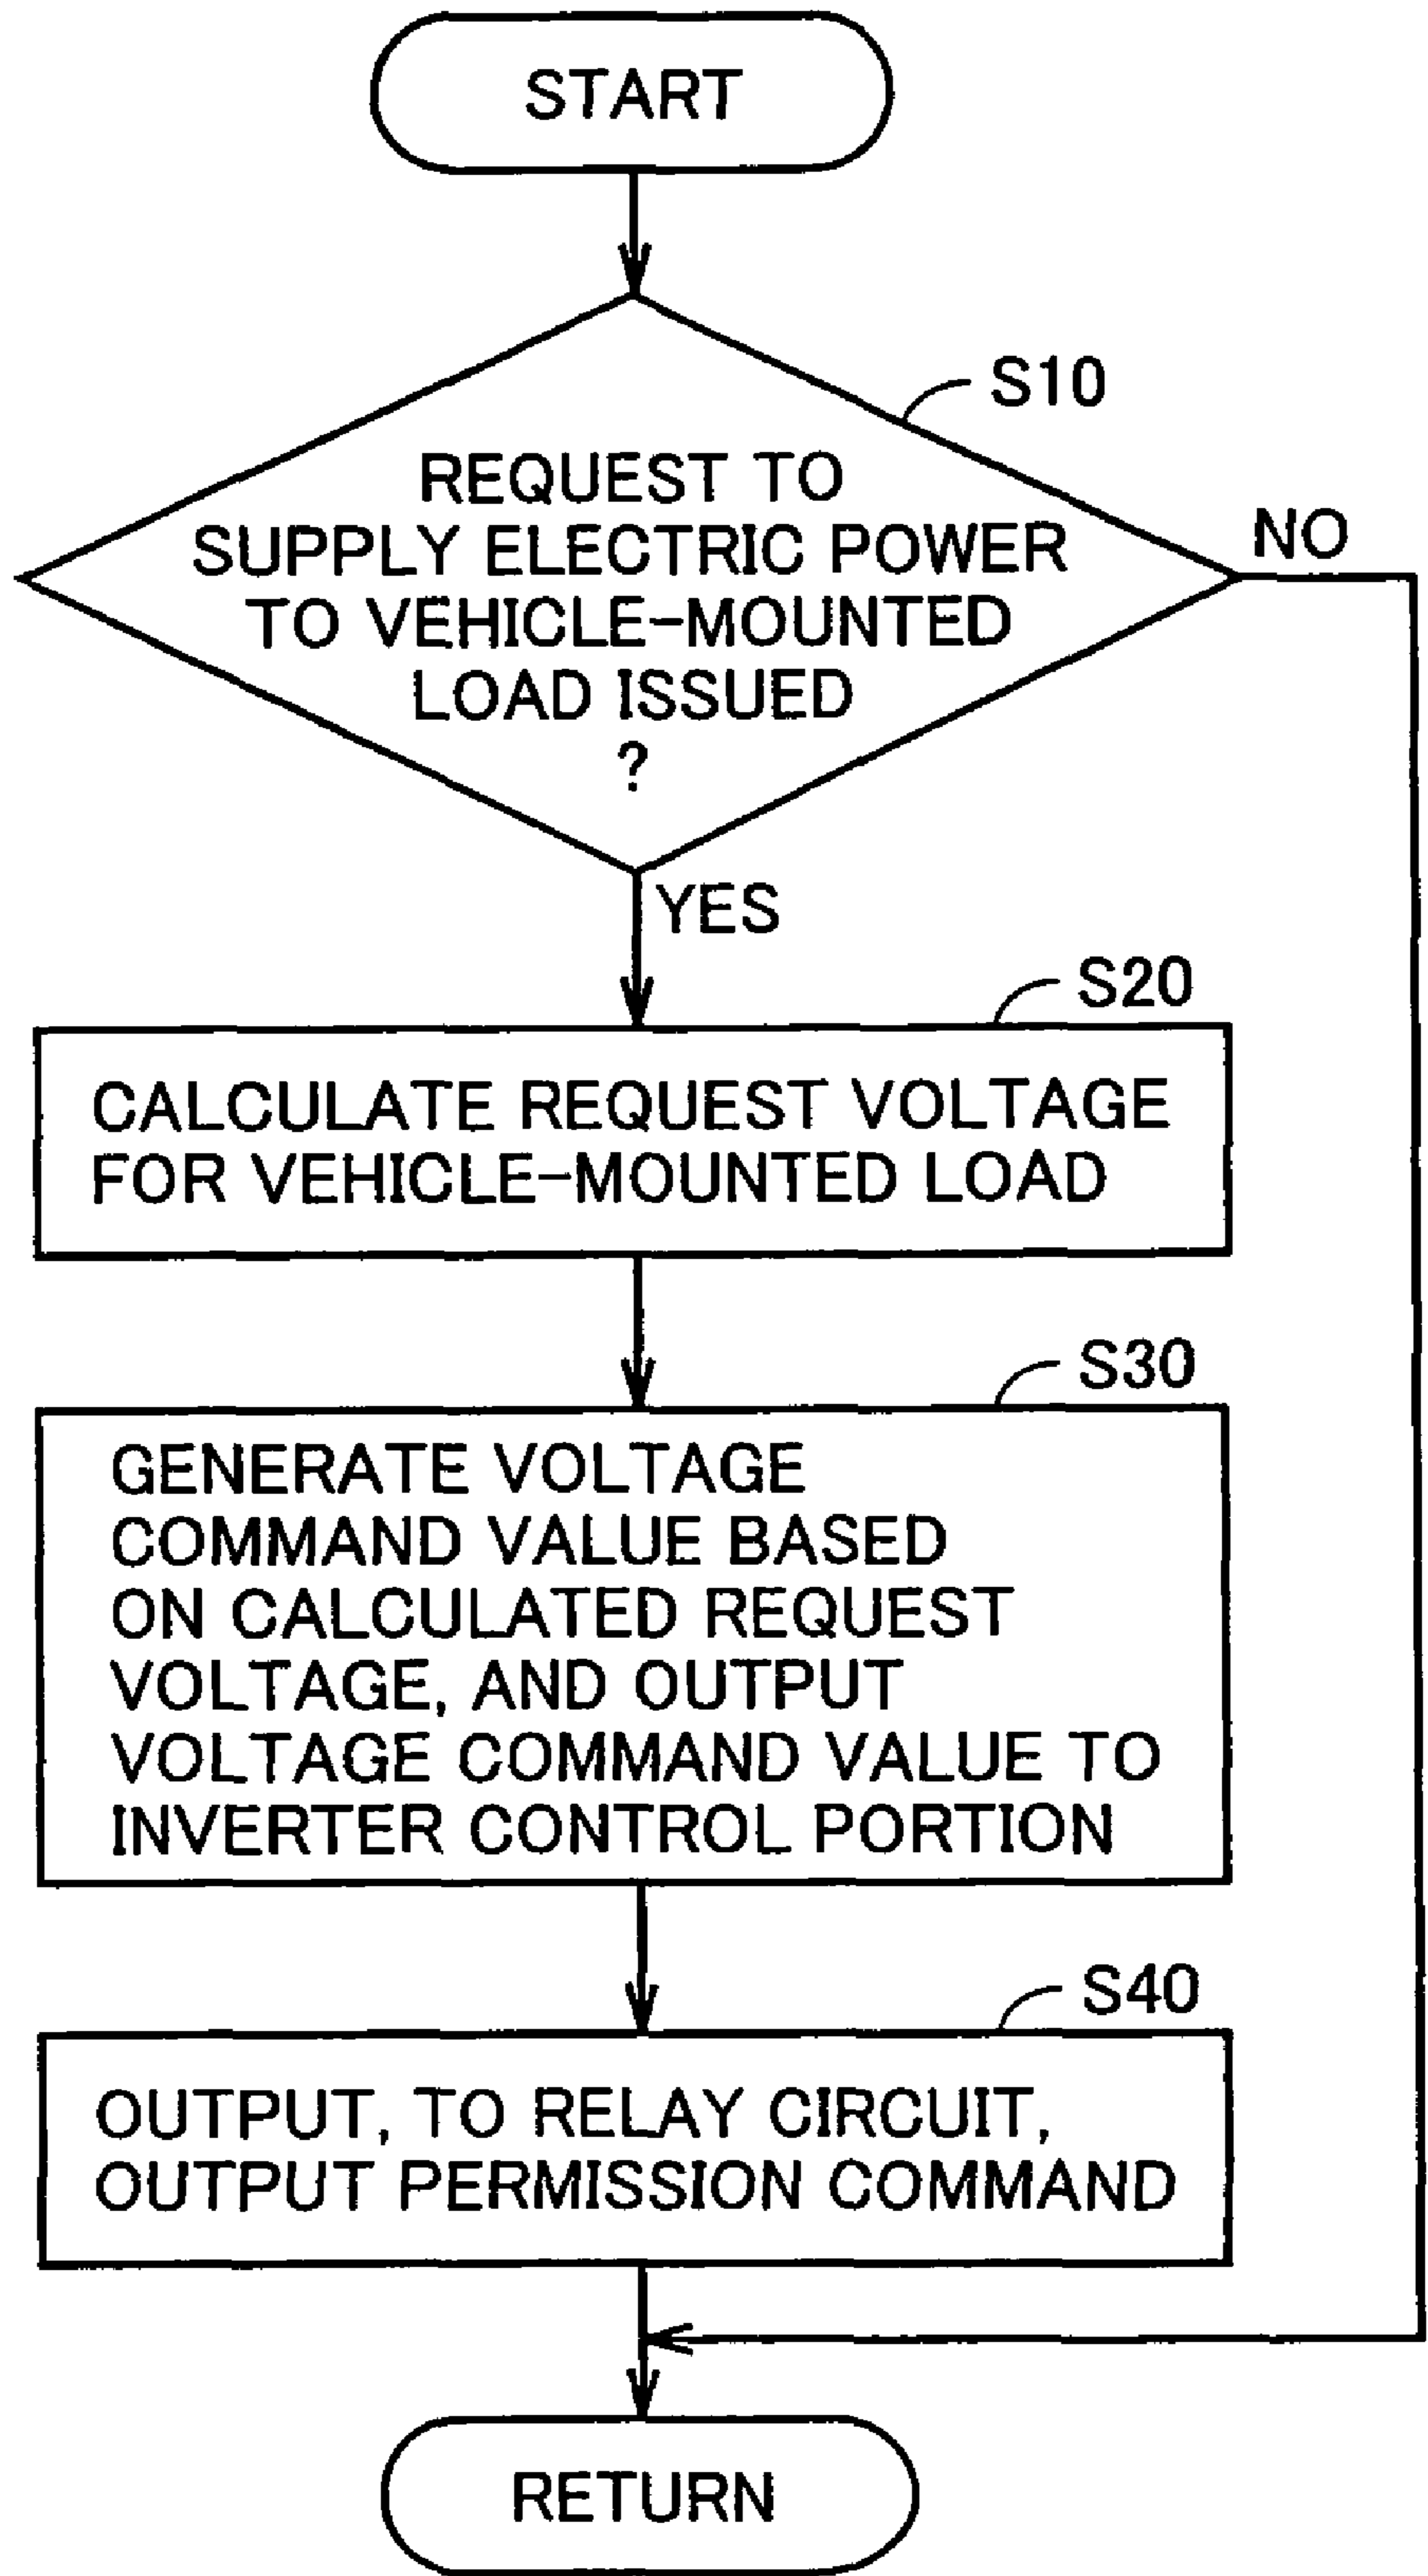 START
S10
REQUEST TO
SUPPLY ELECTRIC POWER
TO VEHICLE-MOUNTED
LOAD ISSUED
?
NO
YES
S20
CALCULATE REQUEST VOLTAGE
FOR VEHICLE-MOUNTED LOAD
S30
GENERATE VOLTAGE
COMMAND VALUE BASED
ON CALCULATED REQUEST
VOLTAGE, AND OUTPUT
VOLTAGE COMMAND VALUE TO
INVERTER CONTROL PORTION
S40
OUTPUT, TO RELAY CIRCUIT,
OUTPUT PERMISSION COMMAND
RETURN